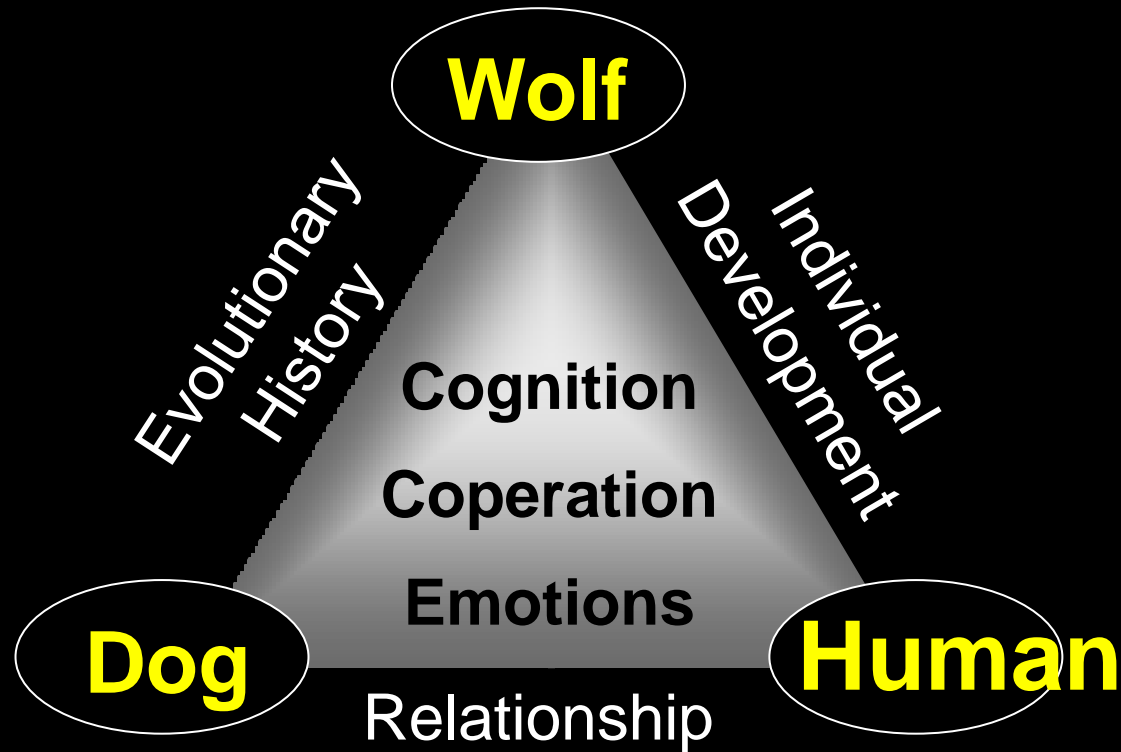 Wolf
Evolutionary
History
Individual
Development
Cognition
Coperation
Emotions
Dog
Human
Relationship